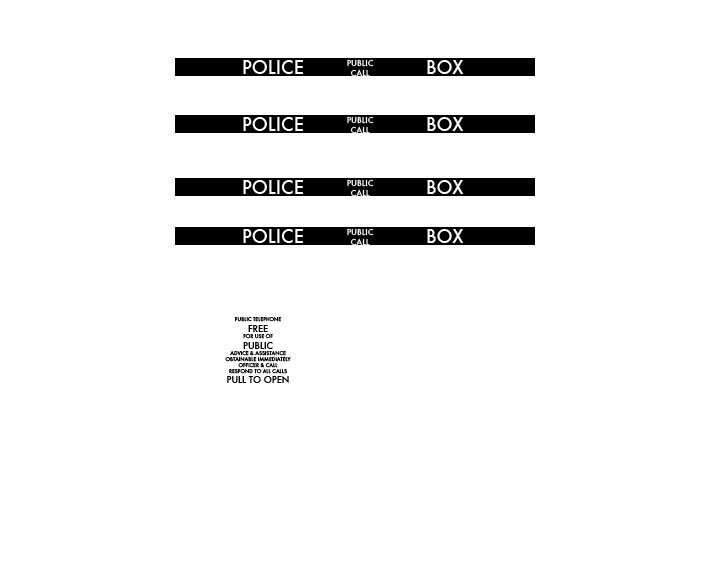 POLICE PUBLIC CALL BOX
POLICE PUBLIC CALL BOX
POLICE PUBLIC CALL BOX
POLICE PUBLIC CALL BOX
PUBLIC TELEPHONE
FREE
FOR USE OF
PUBLIC
ADVICE & ASSISTANCE
OBTAINABLE IMMEDIATELY
OFFICER & CALL
RESPOND TO ALL CALLS
PULL TO OPEN